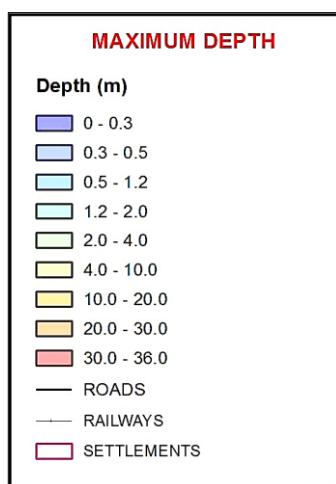 MAXIMUM DEPTH
Depth (m)
0 - 0.3
0.3 - 0.5
0.5 - 1.2
1.2 - 2.0
2.0 - 4.0
4.0 - 10.0
10.0 - 20.0
20.0 - 30.0
30.0 - 36.0
ROADS
RAILWAYS
SETTLEMENTS